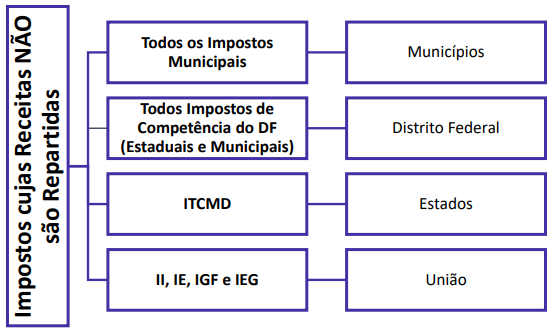 Impostos cujas Receitas NÃO
são Repartidas
Todos os Impostos
Municipais
Municípios
Todos Impostos de
Competência do DF
(Estaduais e Municipais)
Distrito Federal
ITCMD
Estados
II, IE, IGF e IEG
União